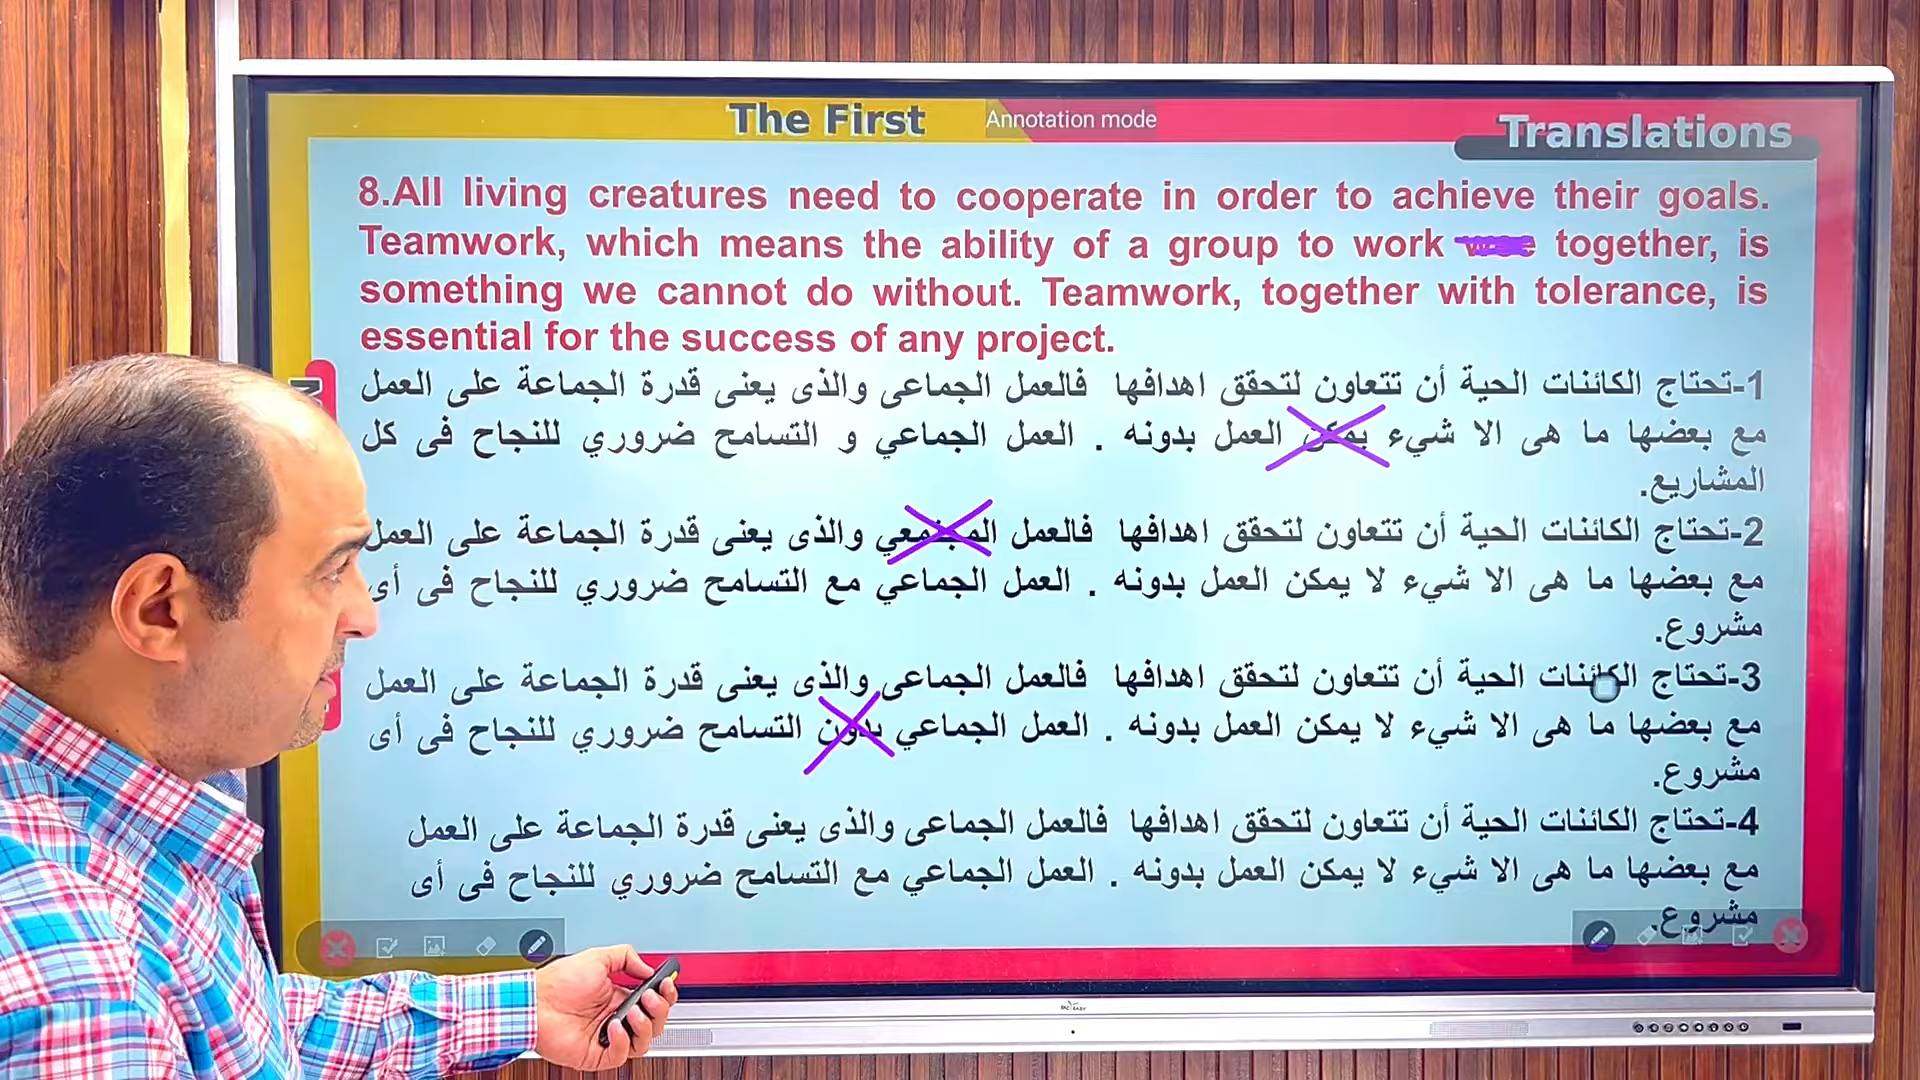 The First
Annotation mode
Translations
8.All living creatures need to cooperate in order to achieve their goals.
Teamwork, which means the ability of a group to work together, is
something we cannot do without. Teamwork, together with tolerance, is
essential for the success of any project.
1-تحتاج الكائنات الحية أن تتعاون لتحقق اهدافها فالعمل الجماعى والذى يعنى قدرة الجماعة على العمل
مع بعضها ما هى الا شيء يمكن العمل بدونه . العمل الجماعي و التسامح ضروري للنجاح فى كل
المشاريع.
2-تحتاج الكائنات الحية أن تتعاون لتحقق اهدافها فالعمل المجتمعي والذى يعنى قدرة الجماعة على العمل
مع بعضها ما هى الا شيء لا يمكن العمل بدونه . العمل الجماعي مع التسامح ضروري للنجاح فى أى
مشروع.
3-تحتاج الكائنات الحية أن تتعاون لتحقق اهدافها فالعمل الجماعى والذى يعنى قدرة الجماعة على العمل
مع بعضها ما هى الا شيء لا يمكن العمل بدونه . العمل الجماعي بدون التسامح ضروري للنجاح فى أى
مشروع.
4-تحتاج الكائنات الحية أن تتعاون لتحقق اهدافها فالعمل الجماعى والذى يعنى قدرة الجماعة على العمل
مع بعضها ما هى الا شيء لا يمكن العمل بدونه . العمل الجماعي مع التسامح ضروري للنجاح فى أى
مشروع.